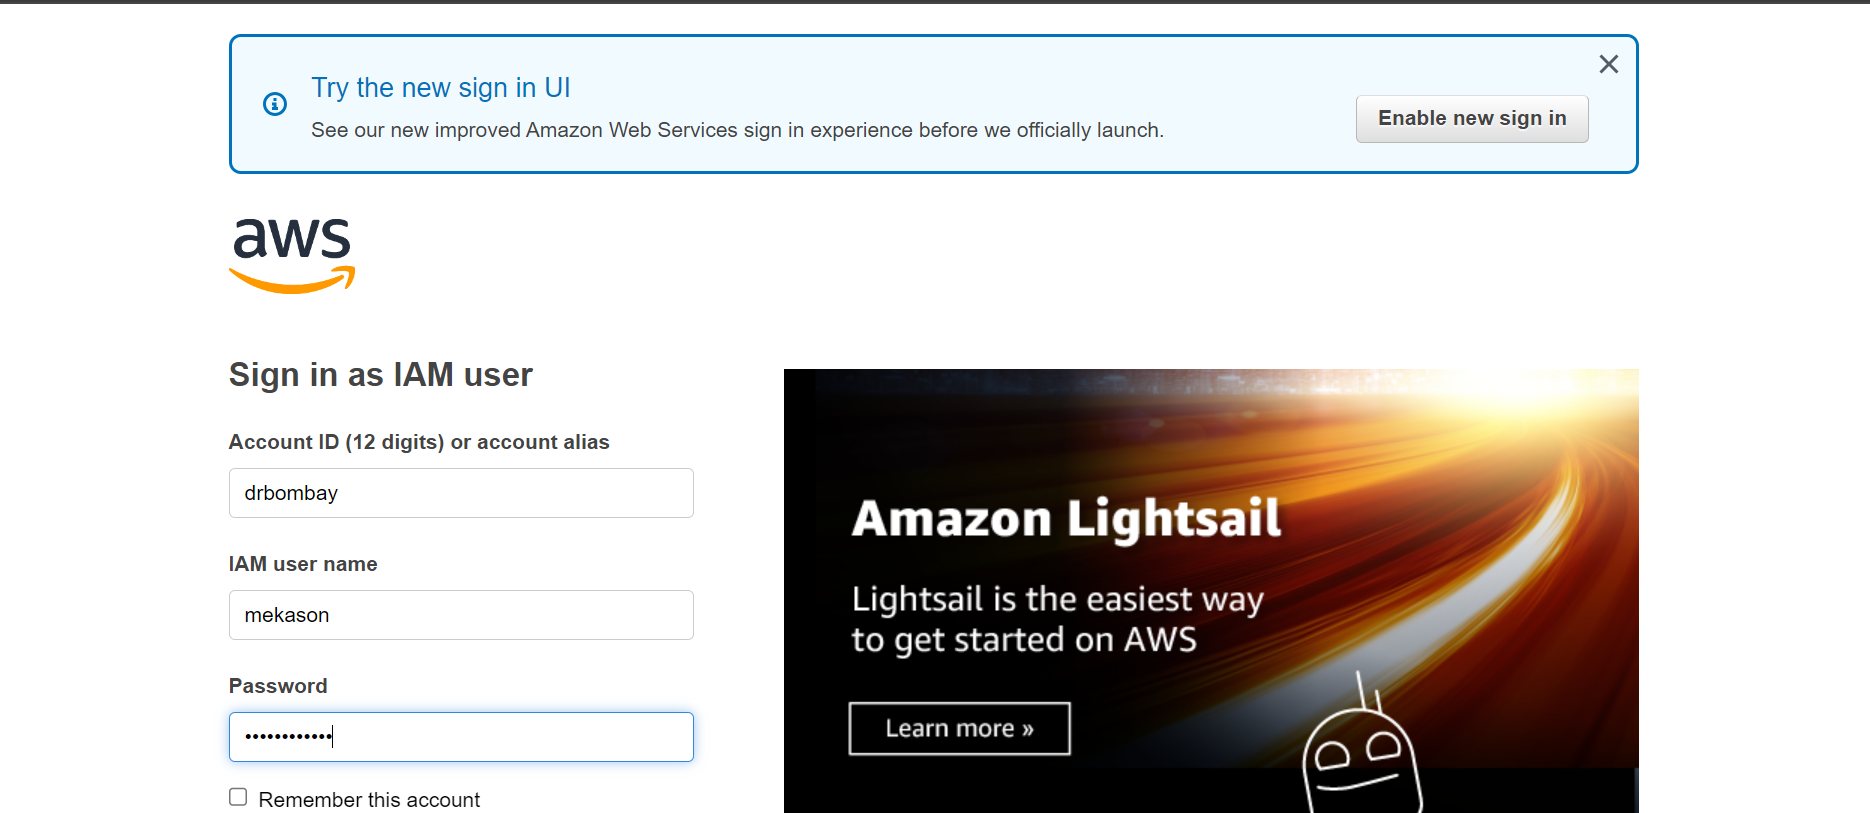 Try the new sign in UI
See our new improved Amazon Web Services sign in experience before we officially launch.
Enable new sign in
aws
Sign in as IAM user
Account ID (12 digits) or account alias
drbombay
IAM user name
mekason
Password
••••••••••••
Remember this account
Amazon Lightsail
Lightsail is the easiest way
to get started on AWS
Learn more »